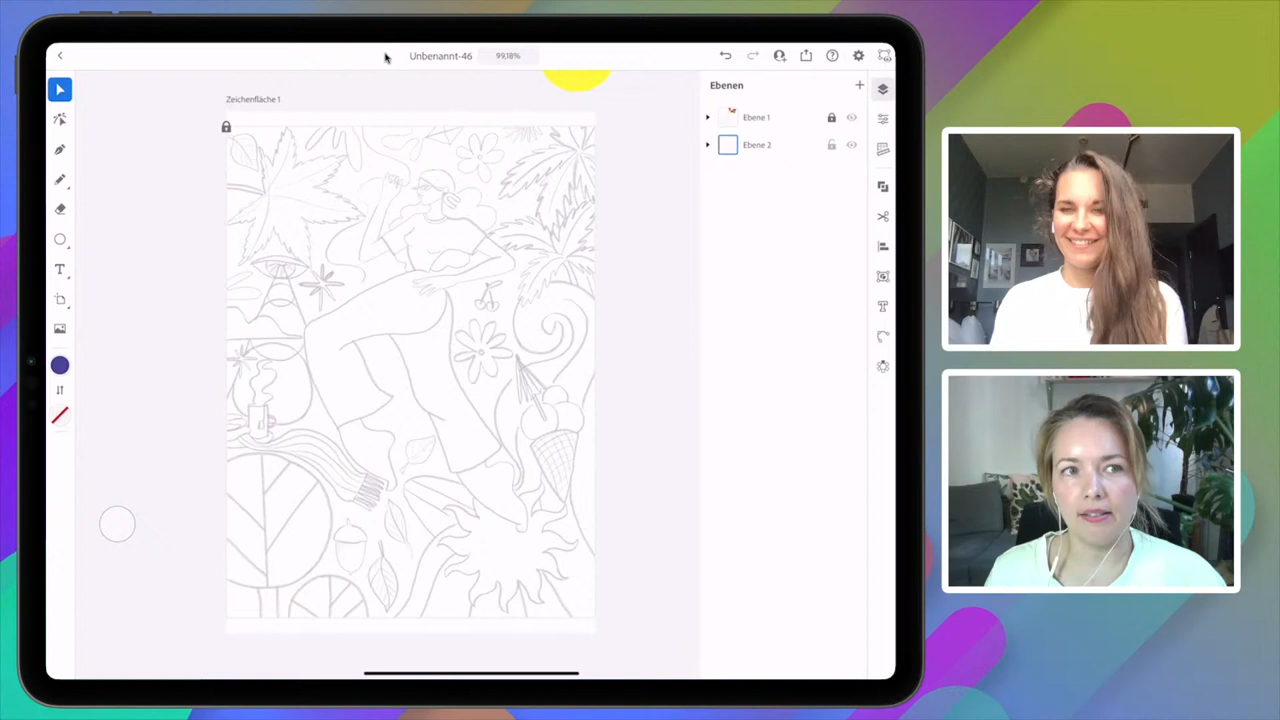 Unbenannt-46
99,18%
Zeichenfläche 1
Ebenen
Ebene 1
Ebene 2